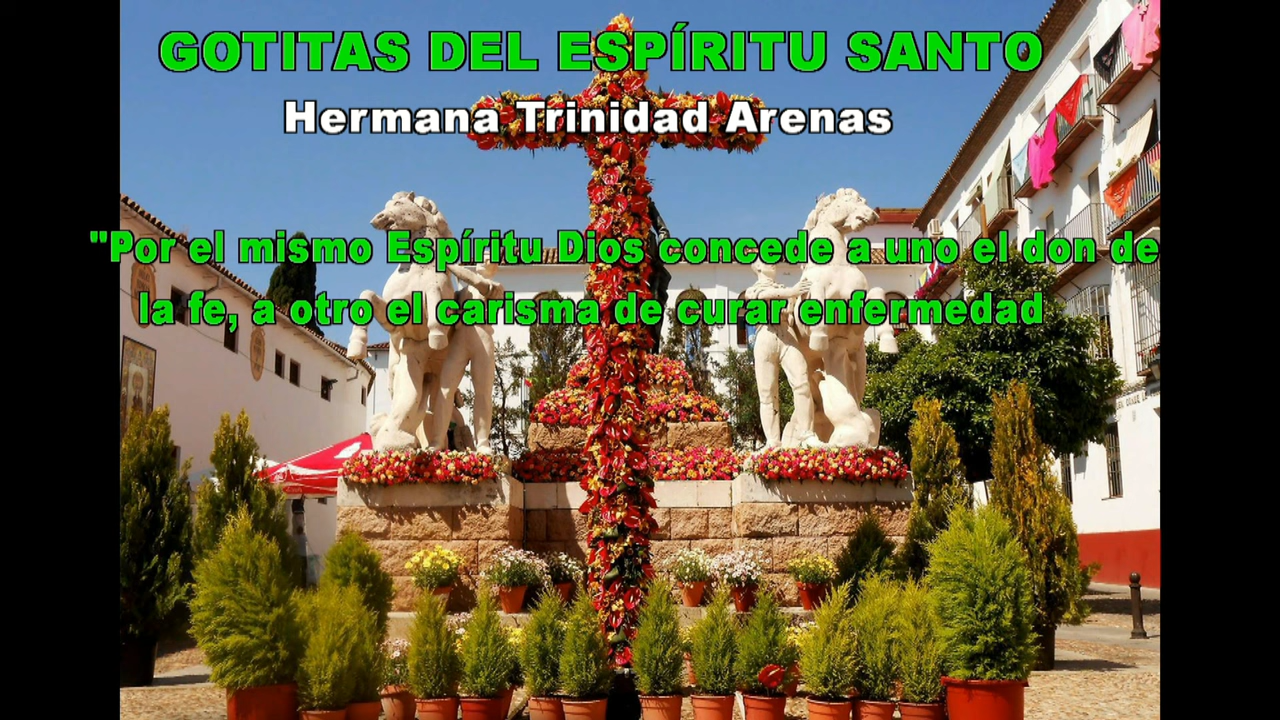 GOTITAS DEL ESPÍRITU SANTO
Hermana Trinidad Arenas
"Por el mismo Espíritu Dios concede a uno el don de
la fe, a otro el carisma de curar enfermedad